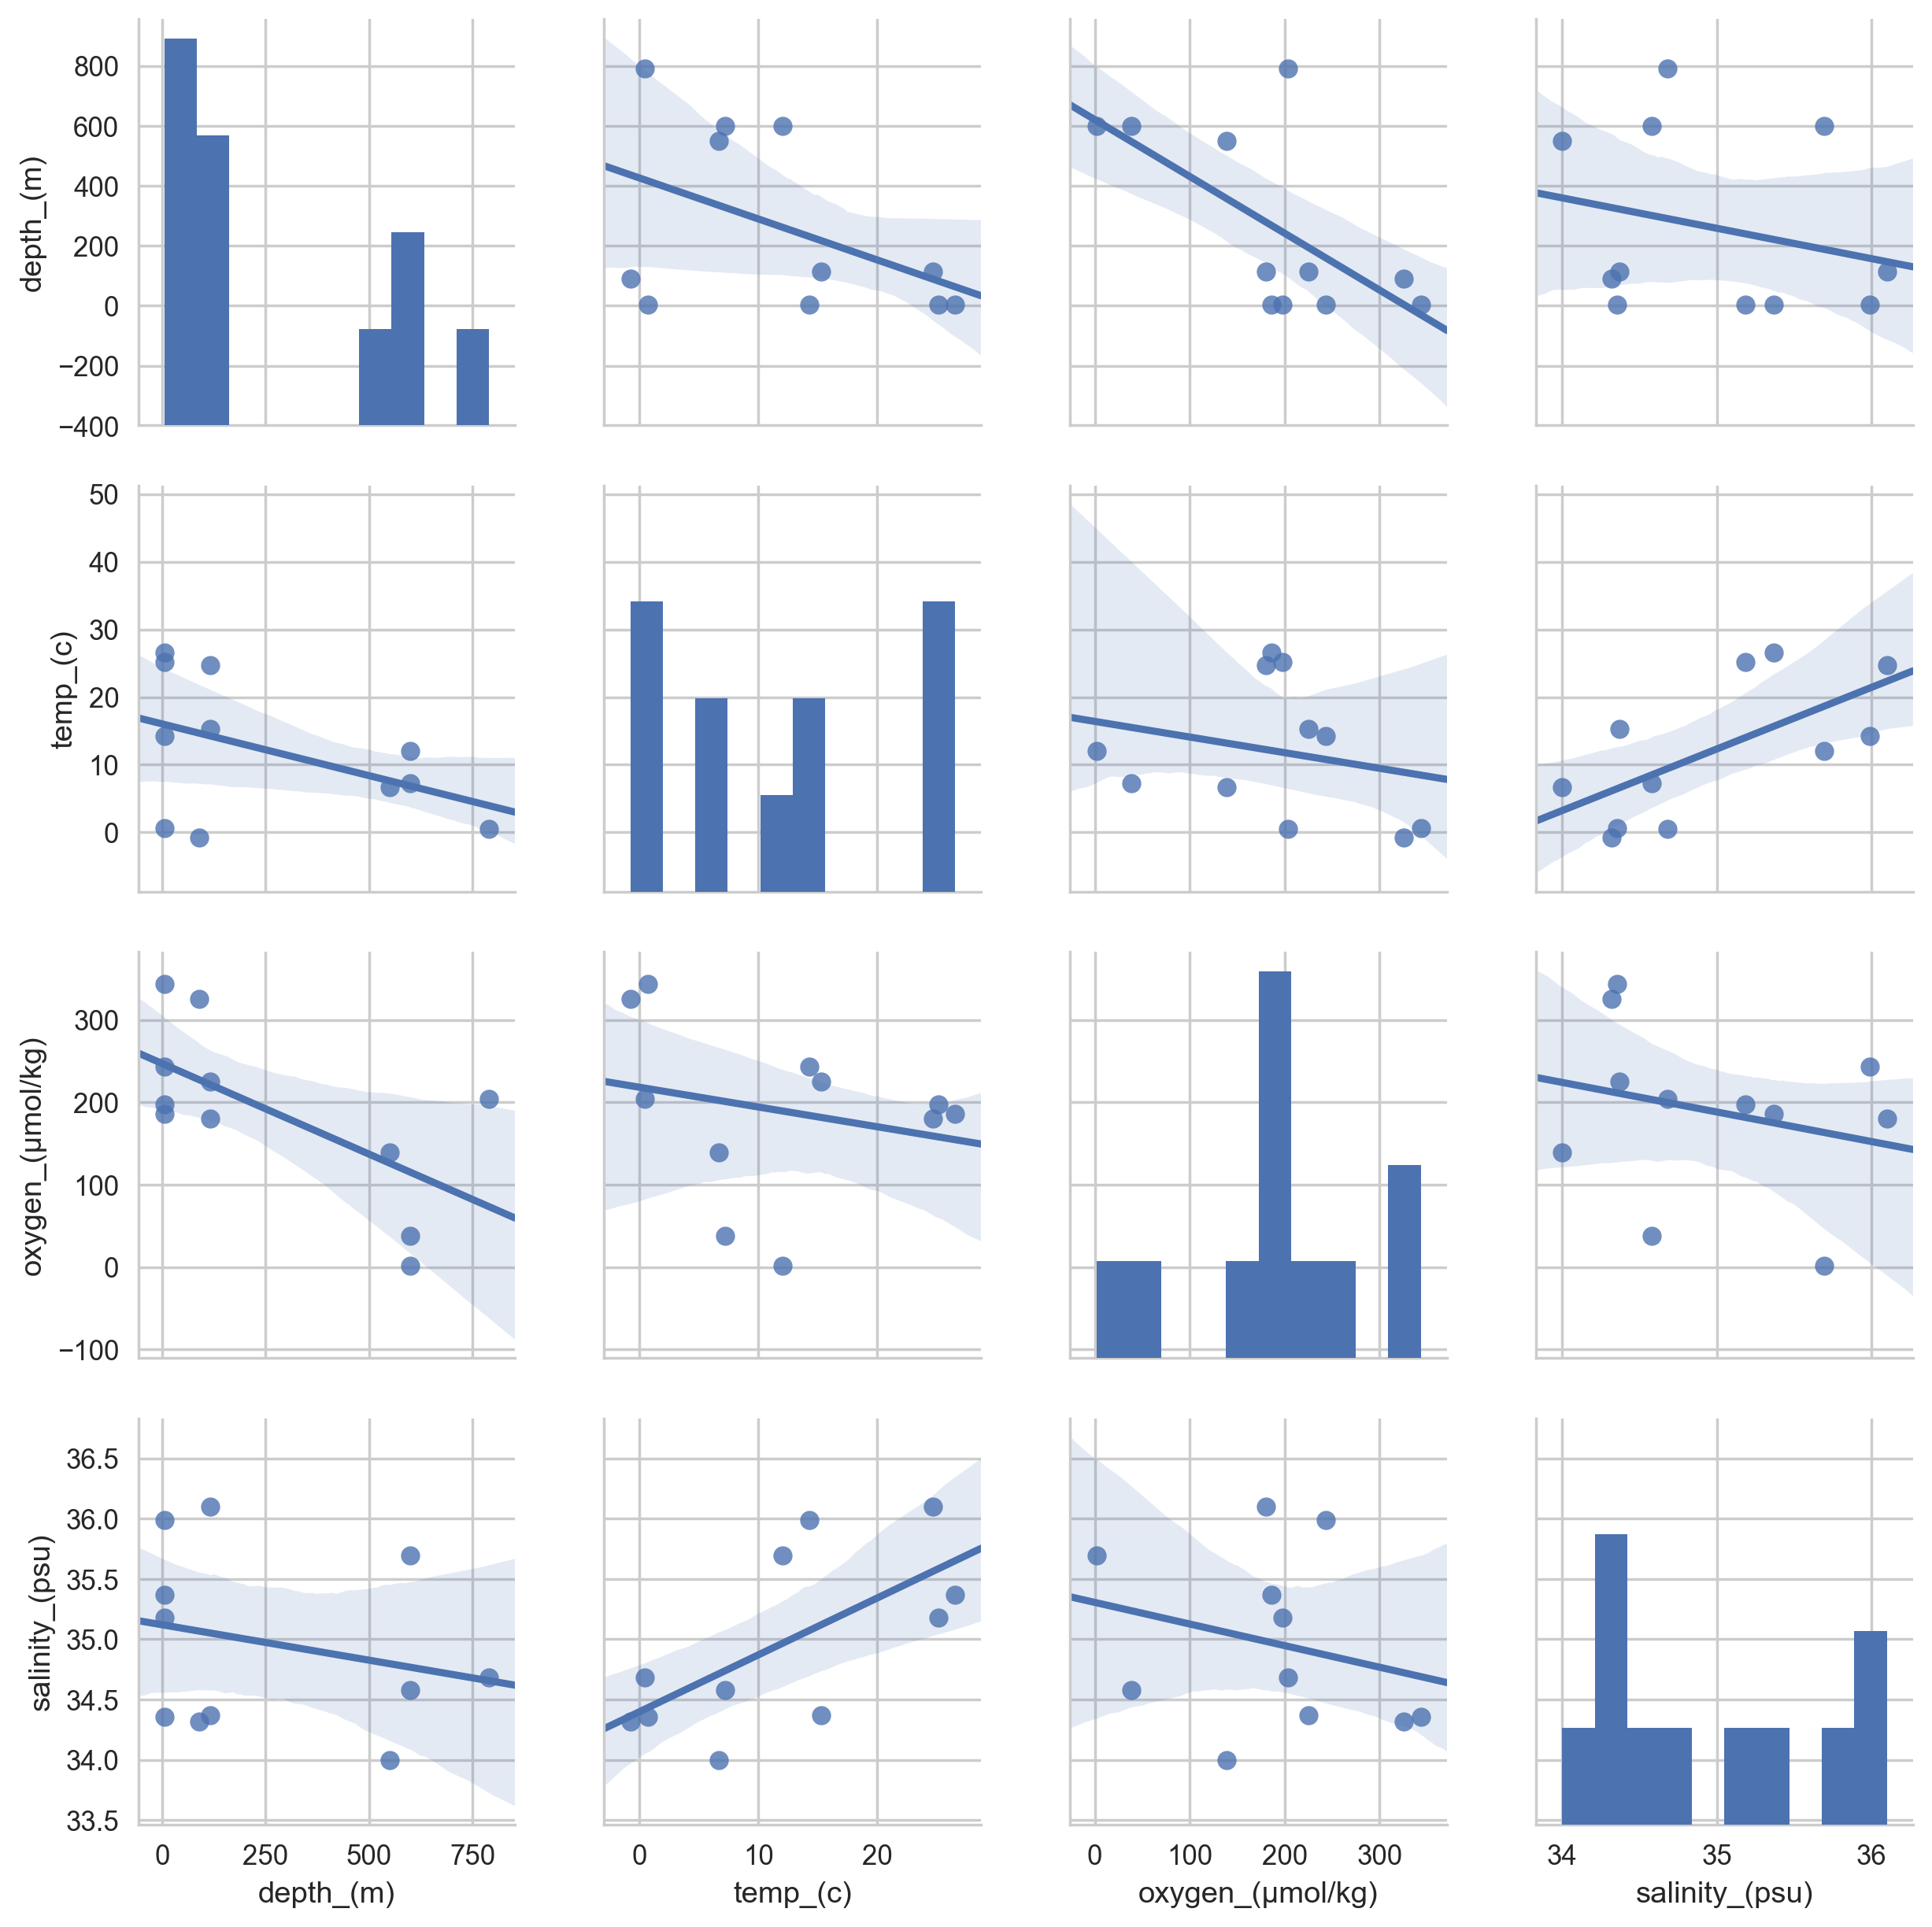 800
600
400
200
0
−200
−400
depth_(m)
50
40
30
20
10
0
temp_(c)
300
200
100
0
−100
oxygen_(µmol/kg)
36.5
36.0
35.5
35.0
34.5
34.0
33.5
salinity_(psu)
0 250 500 750
0 10 20
0 100 200 300
34 35 36
depth_(m)
temp_(c)
oxygen_(µmol/kg)
salinity_(psu)